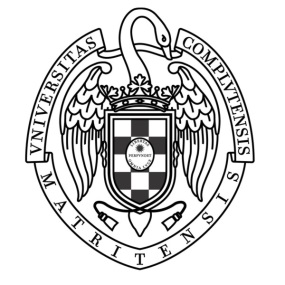 VNIVERSITAS
COMPLVTENSIS
MATRITENSIS
PERFVNDET